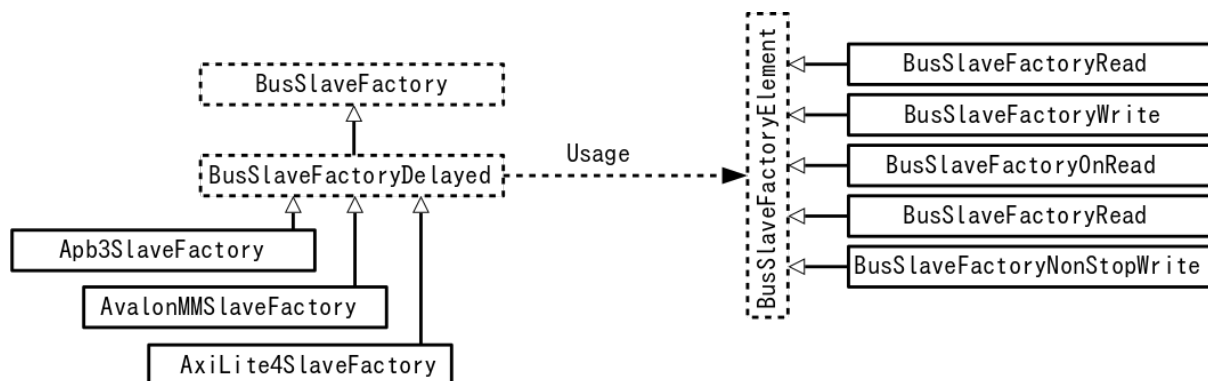 BusSlaveFactory
BusSlaveFactoryDelayed
Apb3SlaveFactory
AvalonMMSlaveFactory
AxiLite4SlaveFactory
Usage
BusSlaveFactoryElement
BusSlaveFactoryRead
BusSlaveFactoryWrite
BusSlaveFactoryOnRead
BusSlaveFactoryRead
BusSlaveFactoryNonStopWrite